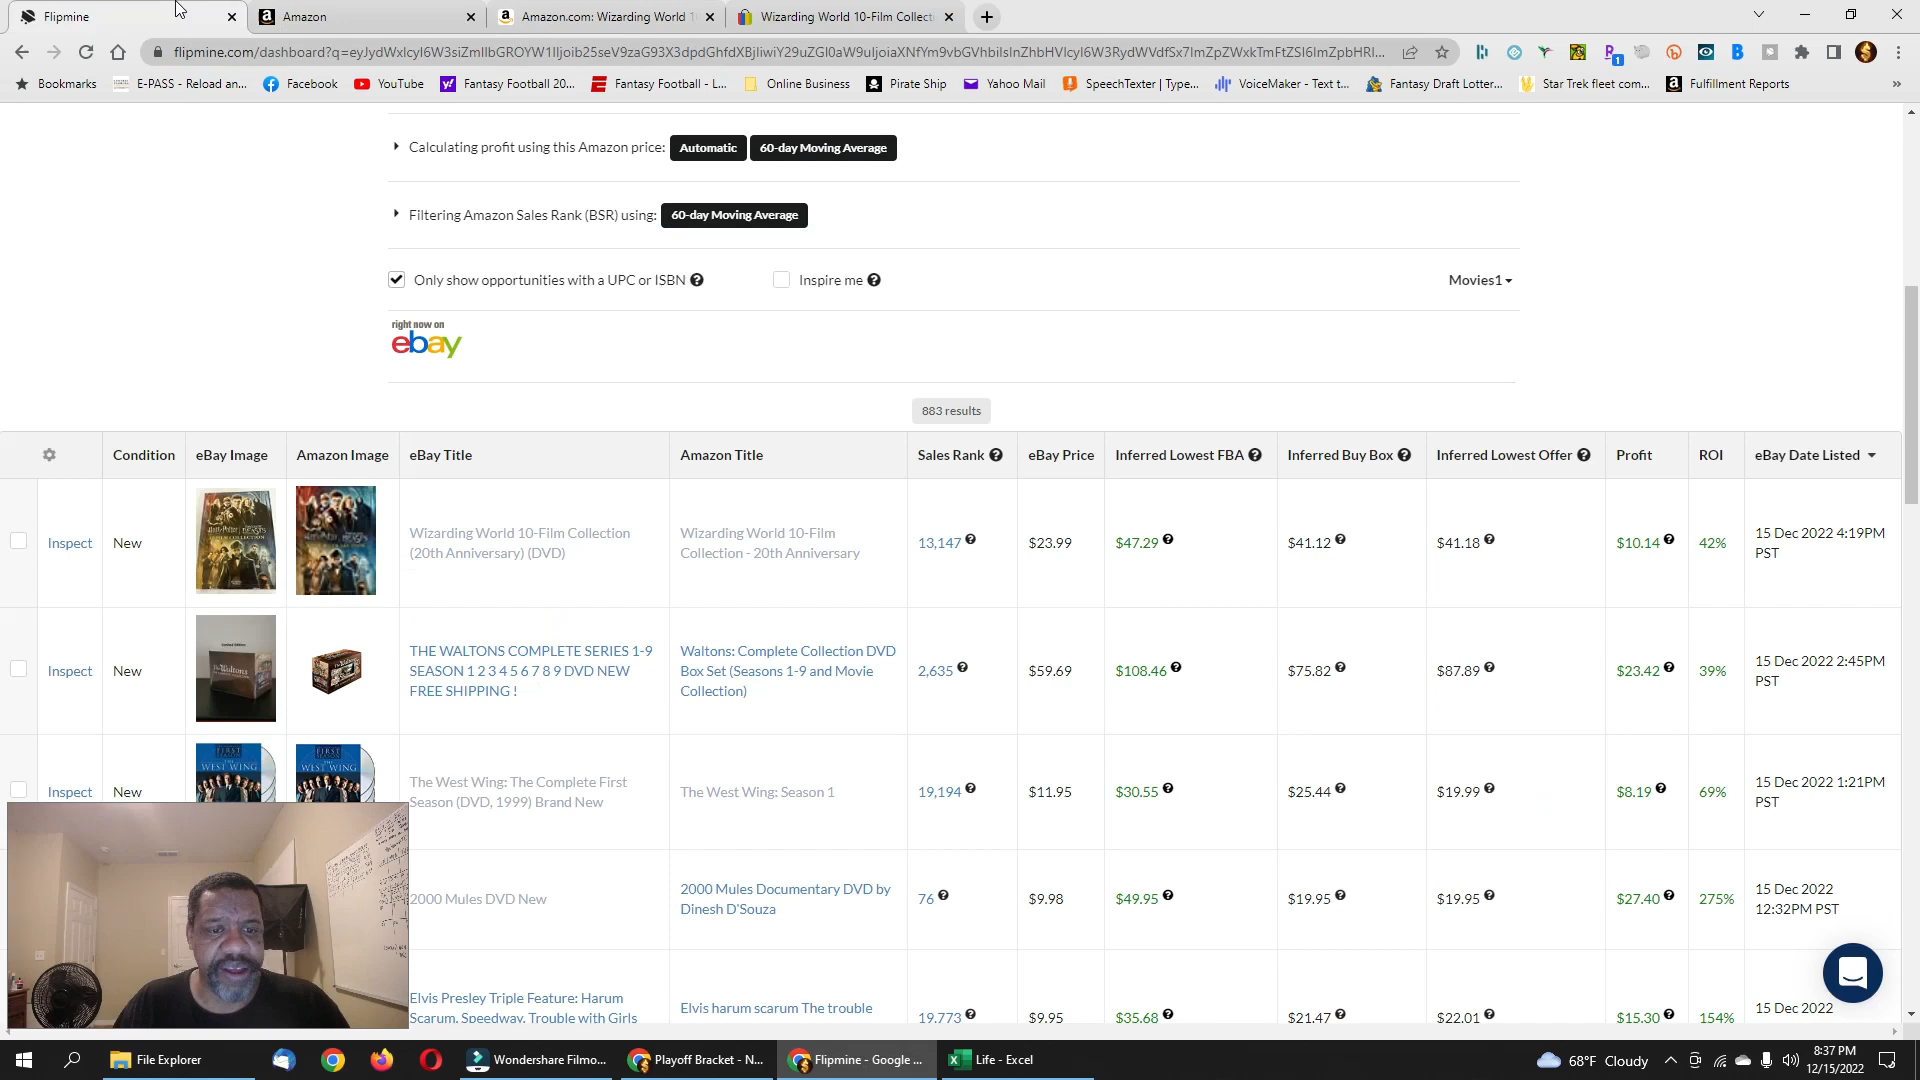 Flipmine
Amazon
Amazon.com: Wizarding World 1
Wizarding World 10-Film Collecti
flipmine.com/dashboard?q=eyJydWxlcyI6W3siZmllbGROYW1lIjoib25seV9zaG93X3dpdGhfdXBjIiwiY29uZGl0aW9uIjoiaXNfYm9vbGVhbiIsInZhbHVlcyI6W3RydWVdfSx7ImZpZWxkTmFtZSI6ImZpbHRl...
1
Bookmarks
E-PASS - Reload an...
Facebook
YouTube
Fantasy Football 20...
Fantasy Football - L...
Online Business
Pirate Ship
Yahoo Mail
SpeechTexter | Type...
VoiceMaker - Text t...
Fantasy Draft Lotter...
Star Trek fleet com...
Fulfillment Reports
»
Calculating profit using this Amazon price: Automatic 60-day Moving Average
Filtering Amazon Sales Rank (BSR) using: 60-day Moving Average
Only show opportunities with a UPC or ISBN
Inspire me
Movies1
right now on
ebay
883 results
Condition eBay Image Amazon Image eBay Title Amazon Title Sales Rank eBay Price Inferred Lowest FBA Inferred Buy Box Inferred Lowest Offer Profit ROI eBay Date Listed
Wizarding World 10-Film Collection
(20th Anniversary) (DVD)
Wizarding World 10-Film
Collection - 20th Anniversary
Inspect New 13,147 $23.99 $47.29 $41.12 $41.18 $10.14 42%
15 Dec 2022 4:19PM
PST
THE WALTONS COMPLETE SERIES 1-9
SEASON 1 2 3 4 5 6 7 8 9 DVD NEW
FREE SHIPPING !
Waltons: Complete Collection DVD
Box Set (Seasons 1-9 and Movie
Collection)
Inspect New 2,635 $59.69 $108.46 $75.82 $87.89 $23.42 39%
15 Dec 2022 2:45PM
PST
FIRST
THE WEST WING
FIRST
THE WEST WING
The West Wing: The Complete First
Season (DVD, 1999) Brand New
The West Wing: Season 1
Inspect New 19,194 $11.95 $30.55 $25.44 $19.99 $8.19 69%
15 Dec 2022 1:21PM
PST
2000 Mules DVD New
2000 Mules Documentary DVD by
Dinesh D'Souza
76 $9.98 $49.95 $19.95 $19.95 $27.40 275%
15 Dec 2022
12:32PM PST
Elvis Presley Triple Feature: Harum
Scarum, Speedway, Trouble with Girls
Elvis harum scarum The trouble
19,773 $9.95 $35.68 $21.47 $22.01 $15.30 154%
15 Dec 2022
File Explorer
Wondershare Filmo...
Playoff Bracket - N...
Flipmine - Google ...
Life - Excel
68°F Cloudy
8:37 PM
12/15/2022